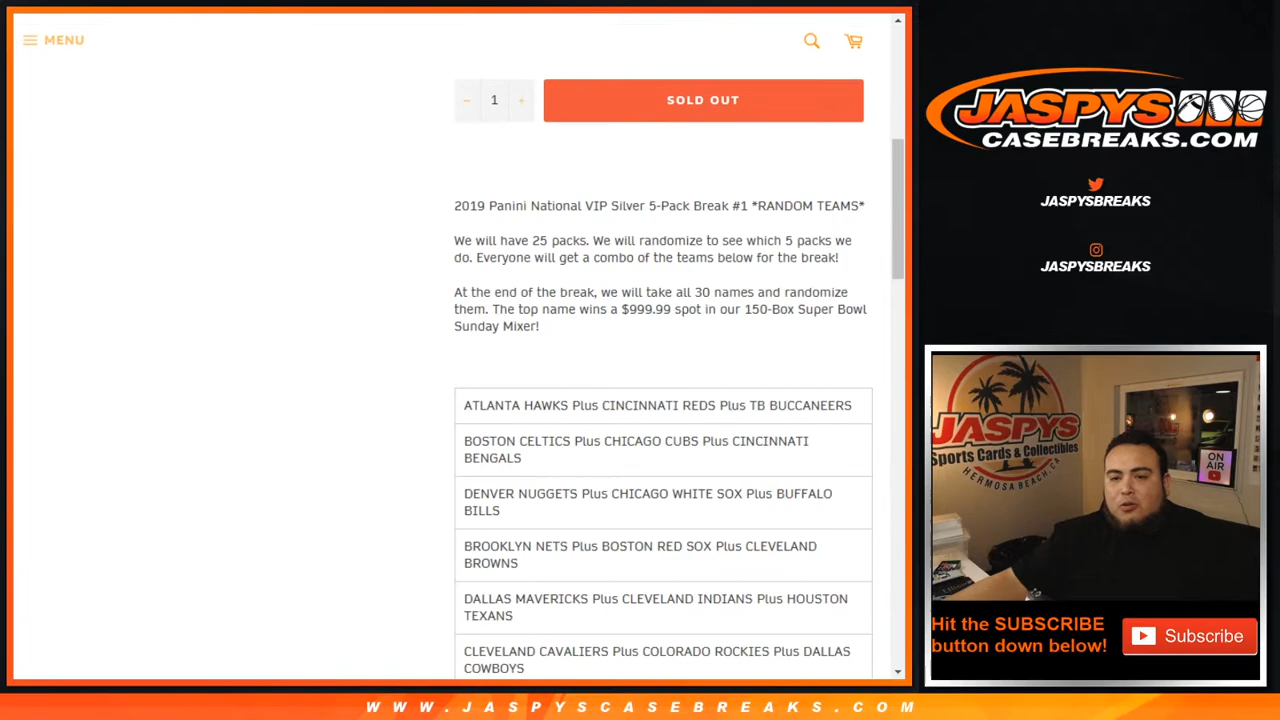 MENU
1
SOLD OUT
2019 Panini National VIP Silver 5-Pack Break #1 *RANDOM TEAMS*
We will have 25 packs. We will randomize to see which 5 packs we
do. Everyone will get a combo of the teams below for the break!
At the end of the break, we will take all 30 names and randomize
them. The top name wins a $999.99 spot in our 150-Box Super Bowl
Sunday Mixer!
ATLANTA HAWKS Plus CINCINNATI REDS Plus TB BUCCANEERS
BOSTON CELTICS Plus CHICAGO CUBS Plus CINCINNATI
BENGALS
DENVER NUGGETS Plus CHICAGO WHITE SOX Plus BUFFALO
BILLS
BROOKLYN NETS Plus BOSTON RED SOX Plus CLEVELAND
BROWNS
DALLAS MAVERICKS Plus CLEVELAND INDIANS Plus HOUSTON
TEXANS
CLEVELAND CAVALIERS Plus COLORADO ROCKIES Plus DALLAS
COWBOYS
JASPYS
CASEBREAKS.COM
JASPYSBREAKS
JASPYSBREAKS
JASPYS
Sports Cards & Collectibles
HERMOSA BEACH, CA
ON
AIR
Hit the SUBSCRIBE
button down below!
Subscribe
WWW.JASPYSCASEBREAKS.COM